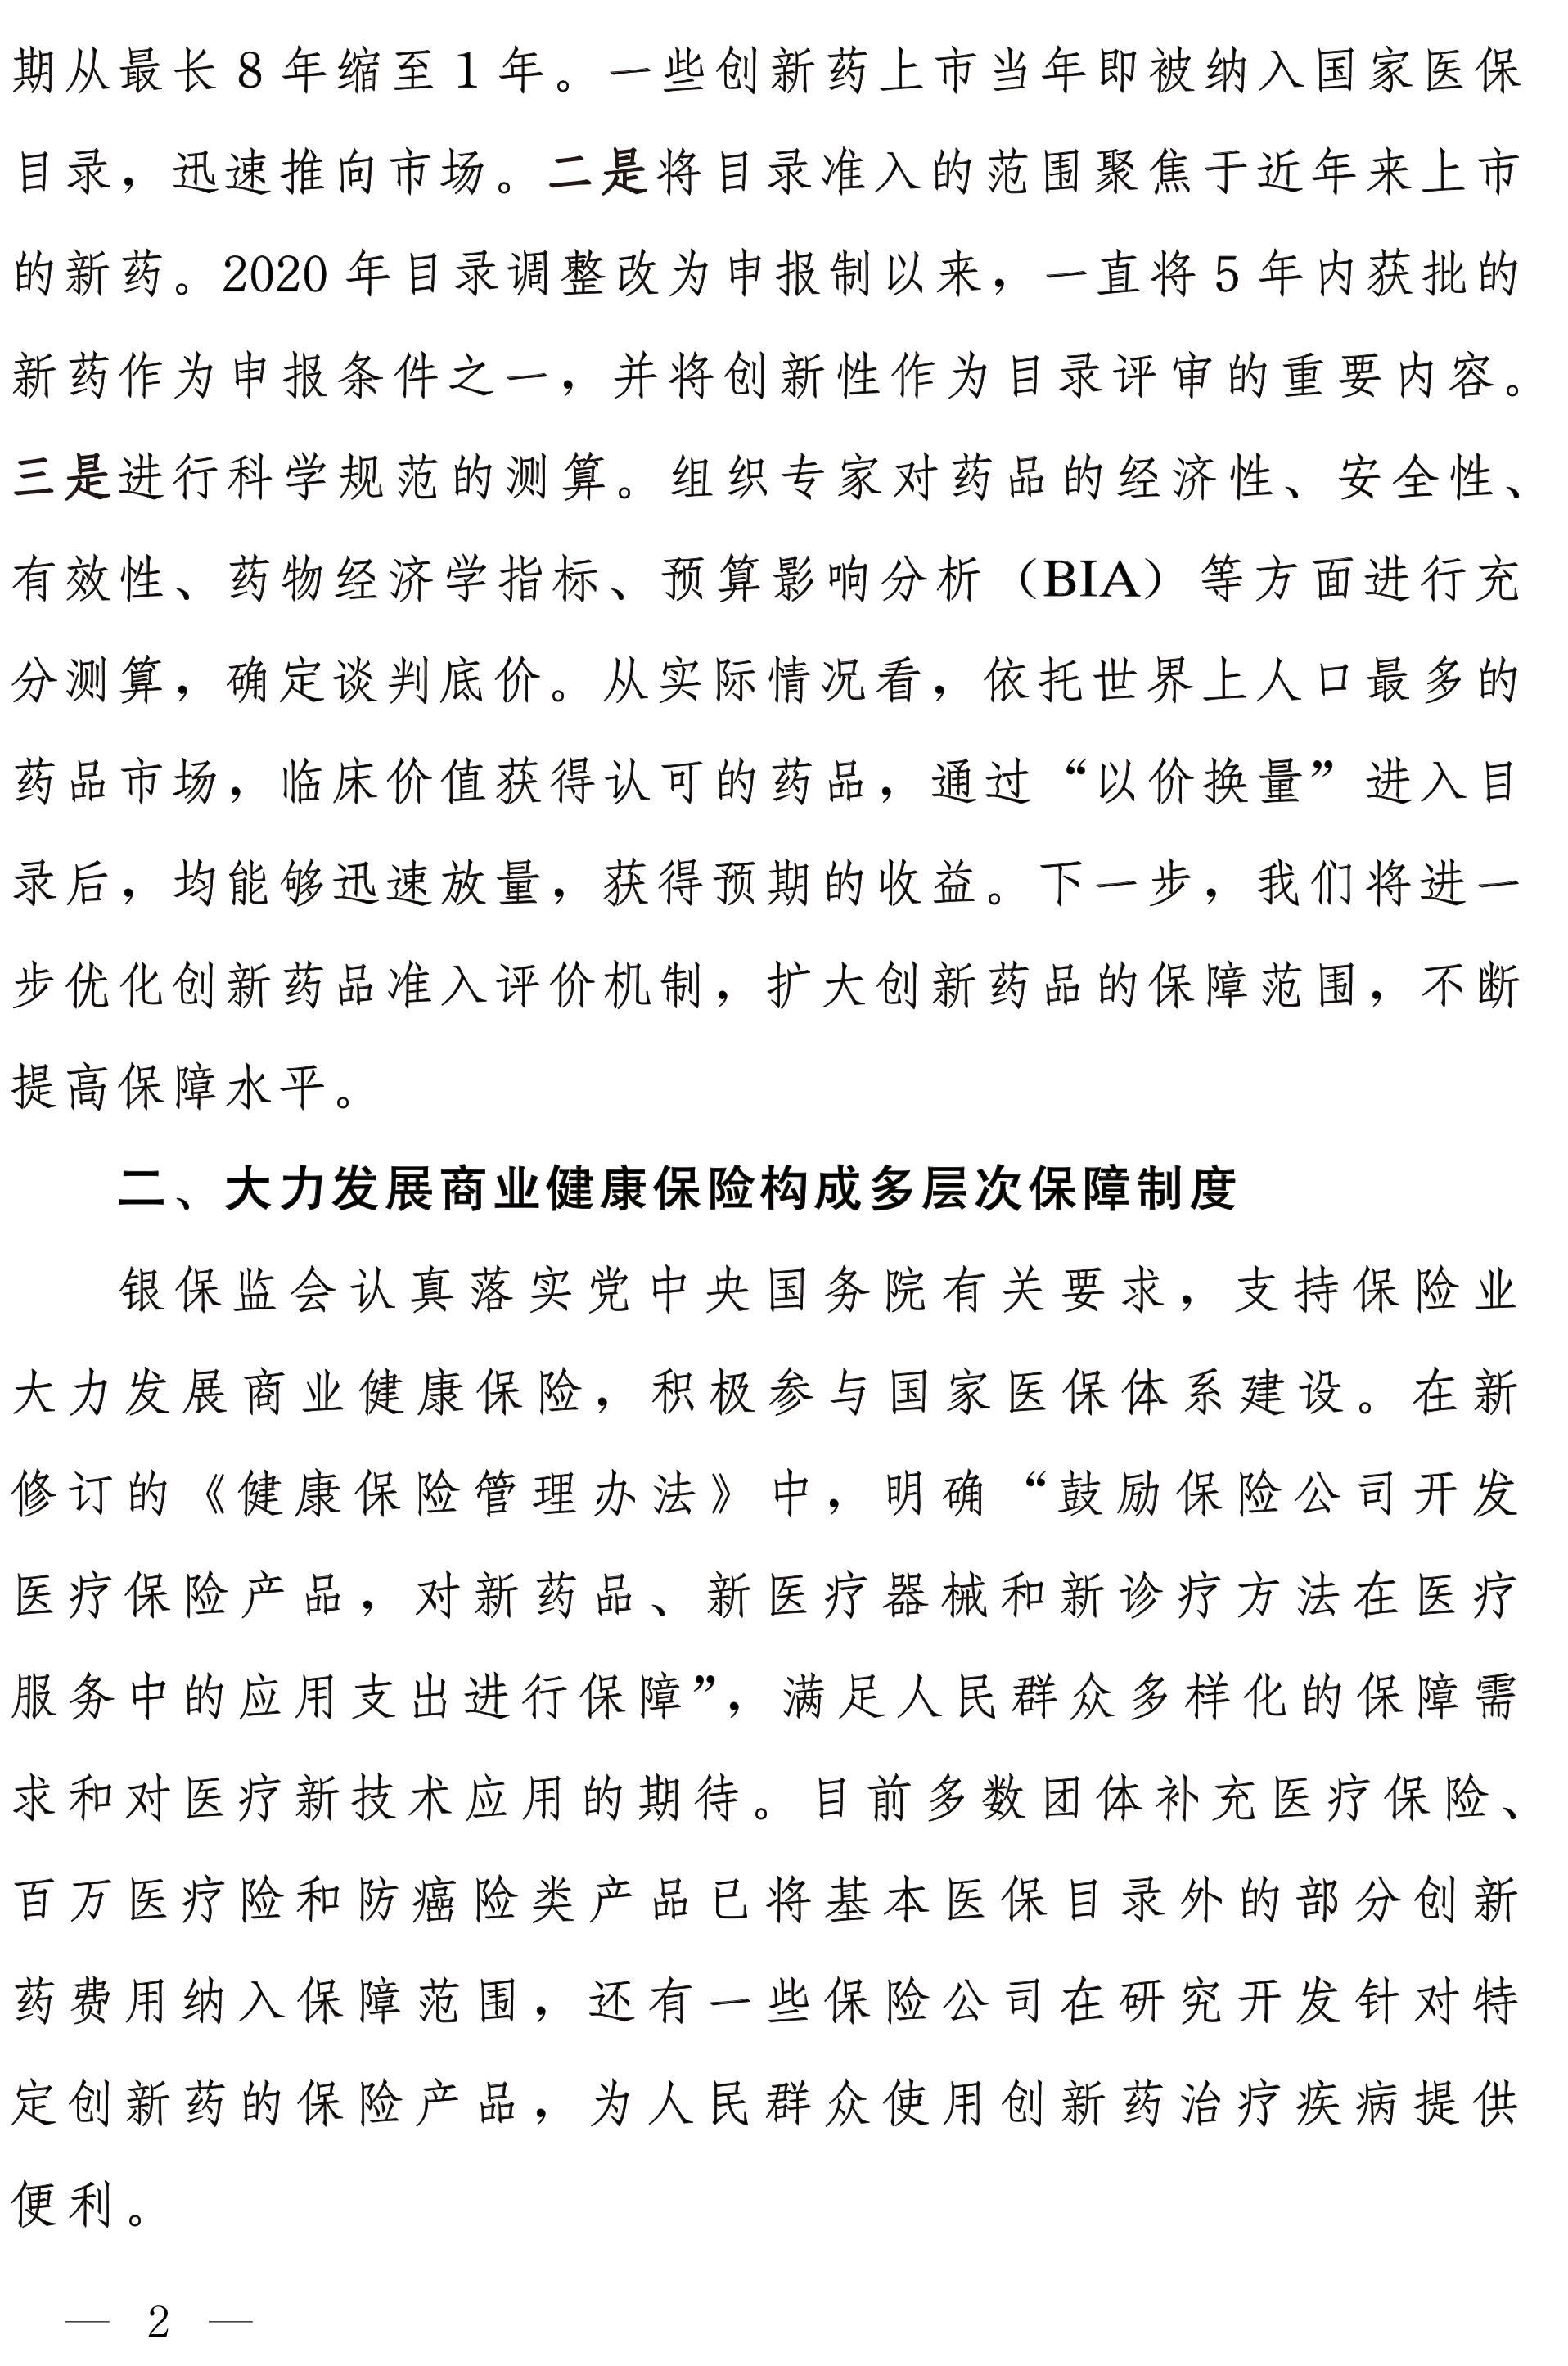 期从最长 8 年缩至 1 年。一些创新药上市当年即被纳入国家医保
目录，迅速推向市场。二是将目录准入的范围聚焦于近年来上市
的新药。2020 年目录调整改为申报制以来，一直将 5 年内获批的
新药作为申报条件之一，并将创新性作为目录评审的重要内容。
三是进行科学规范的测算。组织专家对药品的经济性、安全性、
有效性、药物经济学指标、预算影响分析（BIA）等方面进行充
分测算，确定谈判底价。从实际情况看，依托世界上人口最多的
药品市场，临床价值获得认可的药品，通过“以价换量”进入目
录后，均能够迅速放量，获得预期的收益。下一步，我们将进一
步优化创新药品准入评价机制，扩大创新药品的保障范围，不断
提高保障水平。
二、大力发展商业健康保险构成多层次保障制度
银保监会认真落实党中央国务院有关要求，支持保险业
大力发展商业健康保险，积极参与国家医保体系建设。在新
修订的《健康保险管理办法》中，明确“鼓励保险公司开发
医疗保险产品，对新药品、新医疗器械和新诊疗方法在医疗
服务中的应用支出进行保障”，满足人民群众多样化的保障需
求和对医疗新技术应用的期待。目前多数团体补充医疗保险、
百万医疗险和防癌险类产品已将基本医保目录外的部分创新
药费用纳入保障范围，还有一些保险公司在研究开发针对特
定创新药的保险产品，为人民群众使用创新药治疗疾病提供
便利。
— 2 —